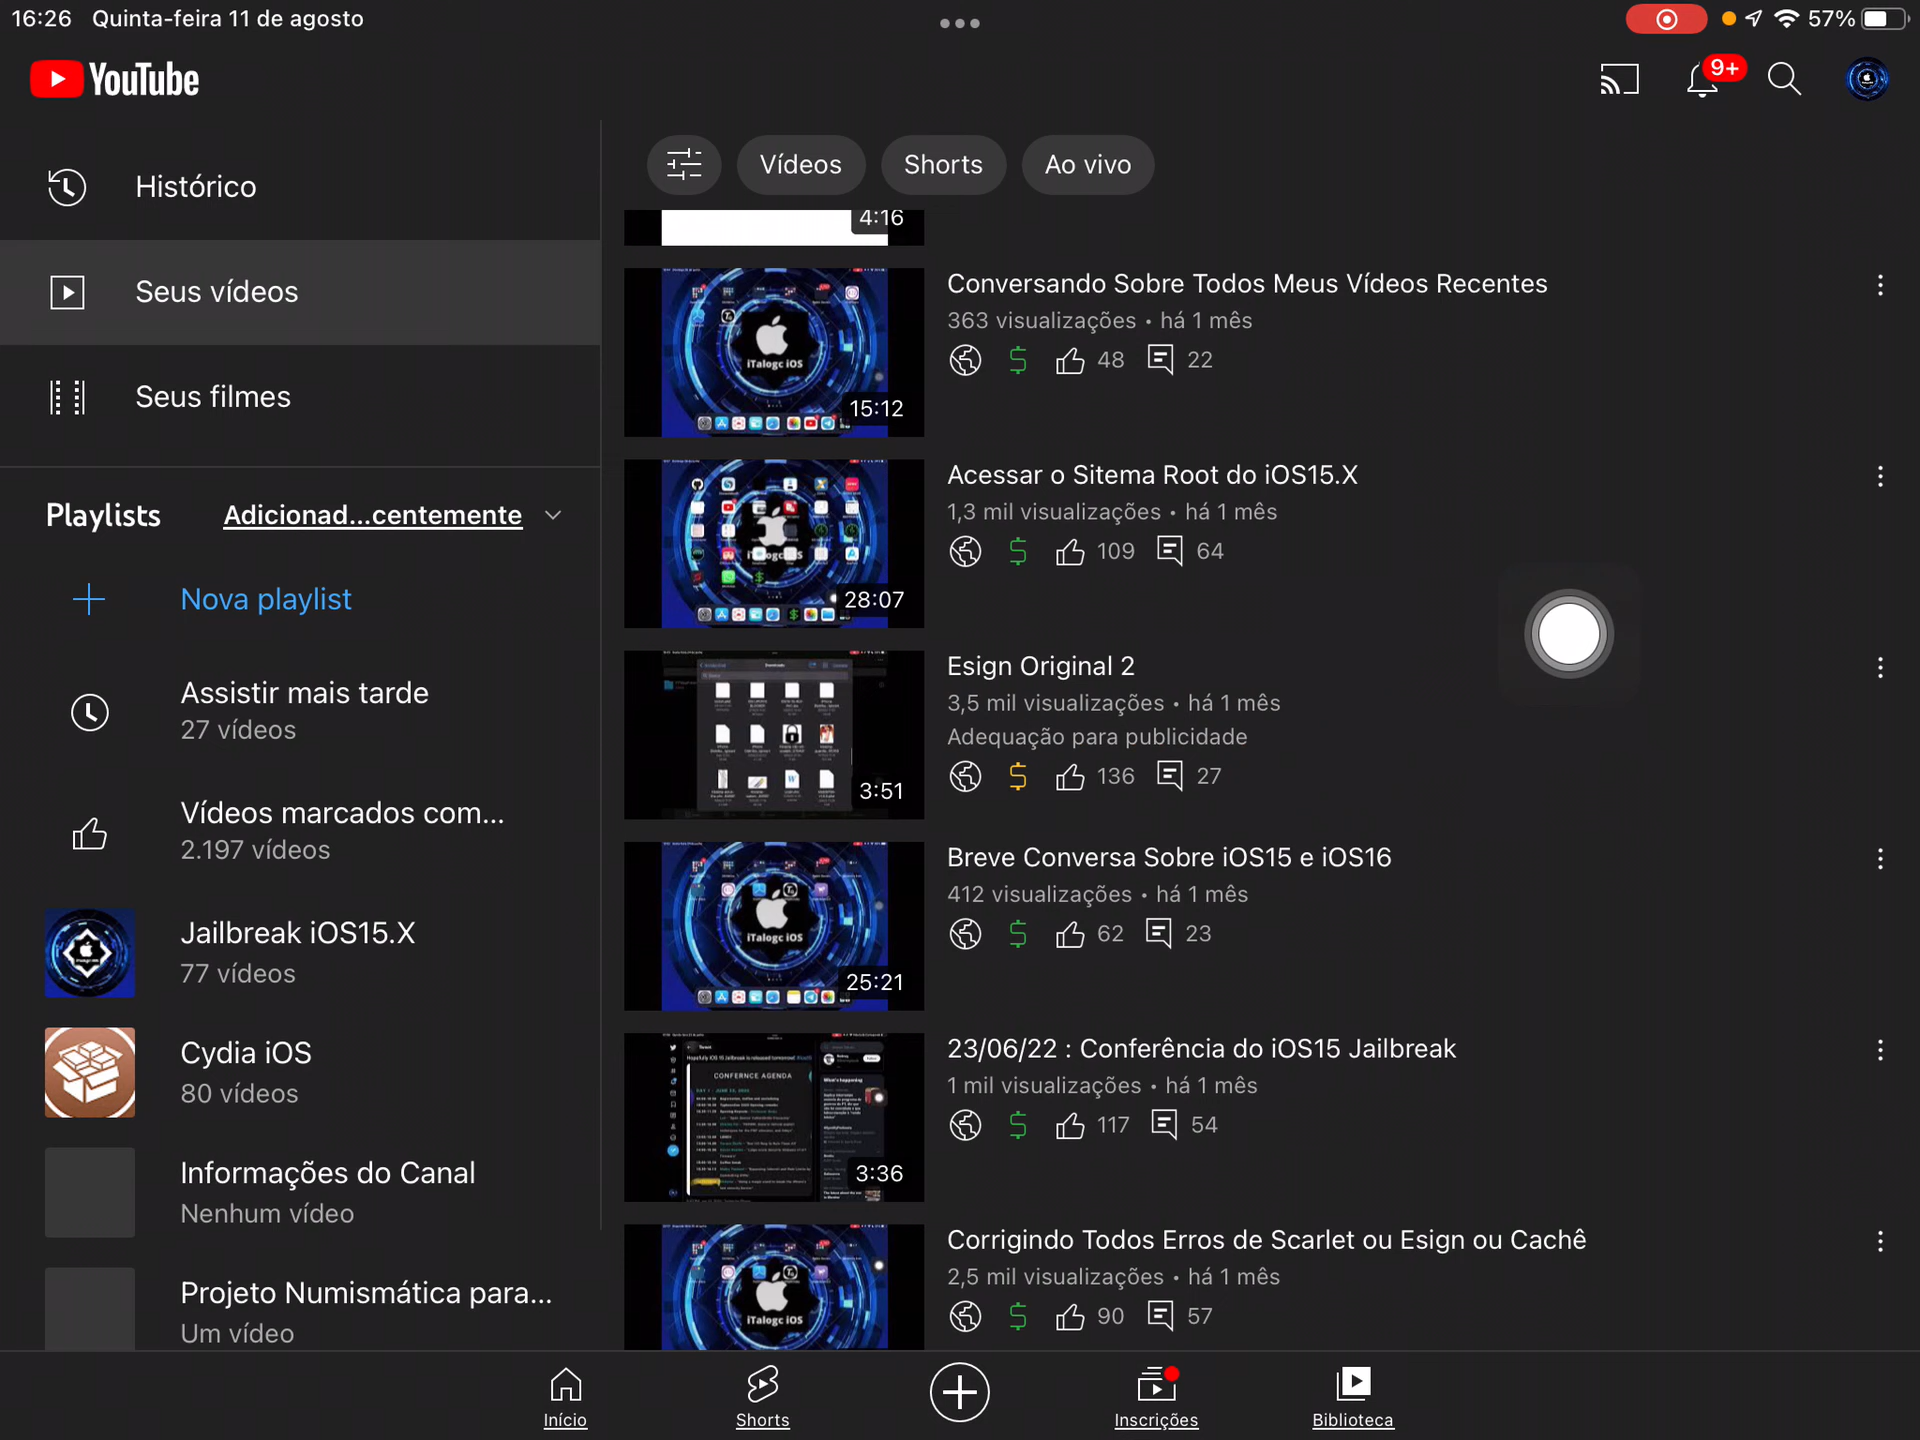 16:26 Quinta-feira 11 de agosto
57%
YouTube
9+
Histórico
Seus vídeos
Seus filmes
Playlists
Adicionad...centemente
Nova playlist
Assistir mais tarde
27 vídeos
Vídeos marcados com...
2.197 vídeos
Jailbreak iOS15.X
77 vídeos
Cydia iOS
80 vídeos
Informações do Canal
Nenhum vídeo
Projeto Numismática para...
Um vídeo
Vídeos
Shorts
Ao vivo
4:16
iTalogc iOS
15:12
Conversando Sobre Todos Meus Vídeos Recentes
363 visualizações • há 1 mês
48 22
28:07
Acessar o Sitema Root do iOS15.X
1,3 mil visualizações • há 1 mês
109 64
3:51
Esign Original 2
3,5 mil visualizações • há 1 mês
Adequação para publicidade
136 27
iTalogc iOS
25:21
Breve Conversa Sobre iOS15 e iOS16
412 visualizações • há 1 mês
62 23
CONFERNCE AGENDA
3:36
23/06/22 : Conferência do iOS15 Jailbreak
1 mil visualizações • há 1 mês
117 54
iTalogc iOS
Corrigindo Todos Erros de Scarlet ou Esign ou Cachê
2,5 mil visualizações • há 1 mês
90 57
Início
Shorts
Inscrições
Biblioteca